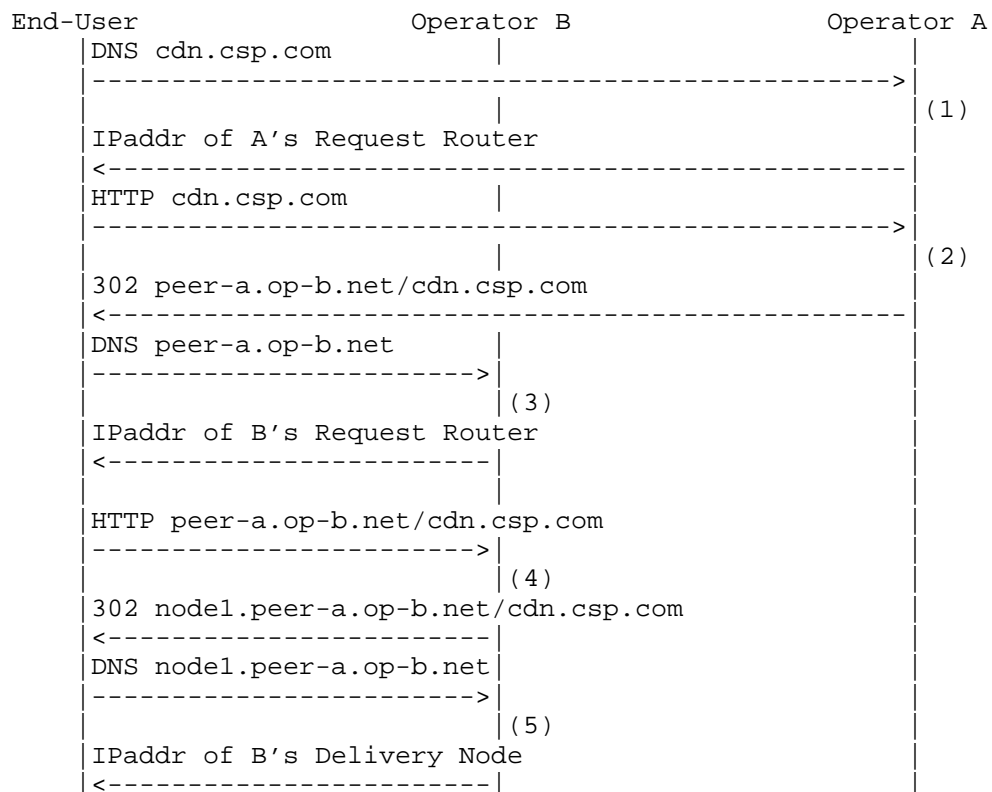 End-User Operator B Operator A
|DNS cdn.csp.com | |
|-------------------------------------------------->|
| | |(1)
|IPaddr of A's Request Router |
|<--------------------------------------------------|
|HTTP cdn.csp.com | |
|-------------------------------------------------->|
| | |(2)
|302 peer-a.op-b.net/cdn.csp.com |
|<--------------------------------------------------|
|DNS peer-a.op-b.net | |
|------------------------>| |
| |(3) |
|IPaddr of B's Request Router |
|<-------------------------| |
| | |
|HTTP peer-a.op-b.net/cdn.csp.com |
|------------------------>| |
| |(4) |
|302 node1.peer-a.op-b.net/cdn.csp.com |
|<-------------------------| |
|DNS node1.peer-a.op-b.net| |
|------------------------>| |
| |(5) |
|IPaddr of B's Delivery Node |
|<-------------------------| |